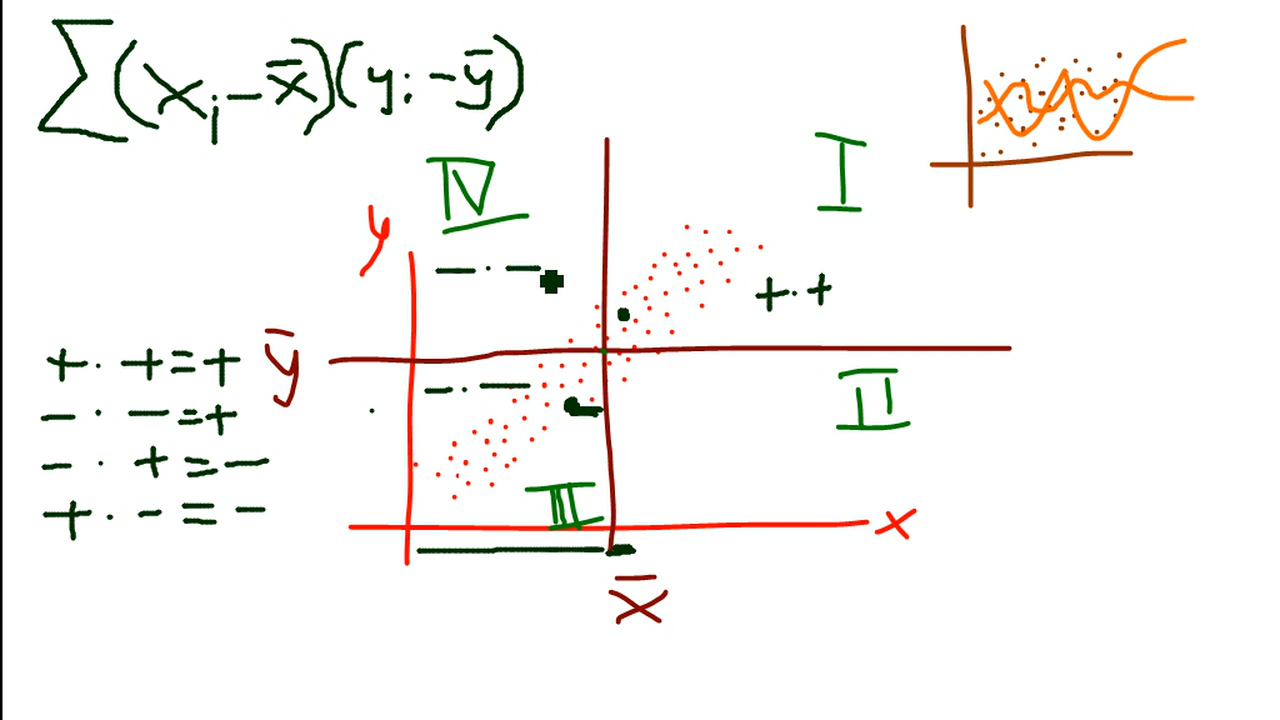 ∑(xᵢ-x̄)(yᵢ-ȳ)
I
IV
y
- · -
+ · +
+ · + = +
ȳ
II
- · -
- · - = +
- · + = -
III
+ · - = -
x
x̄